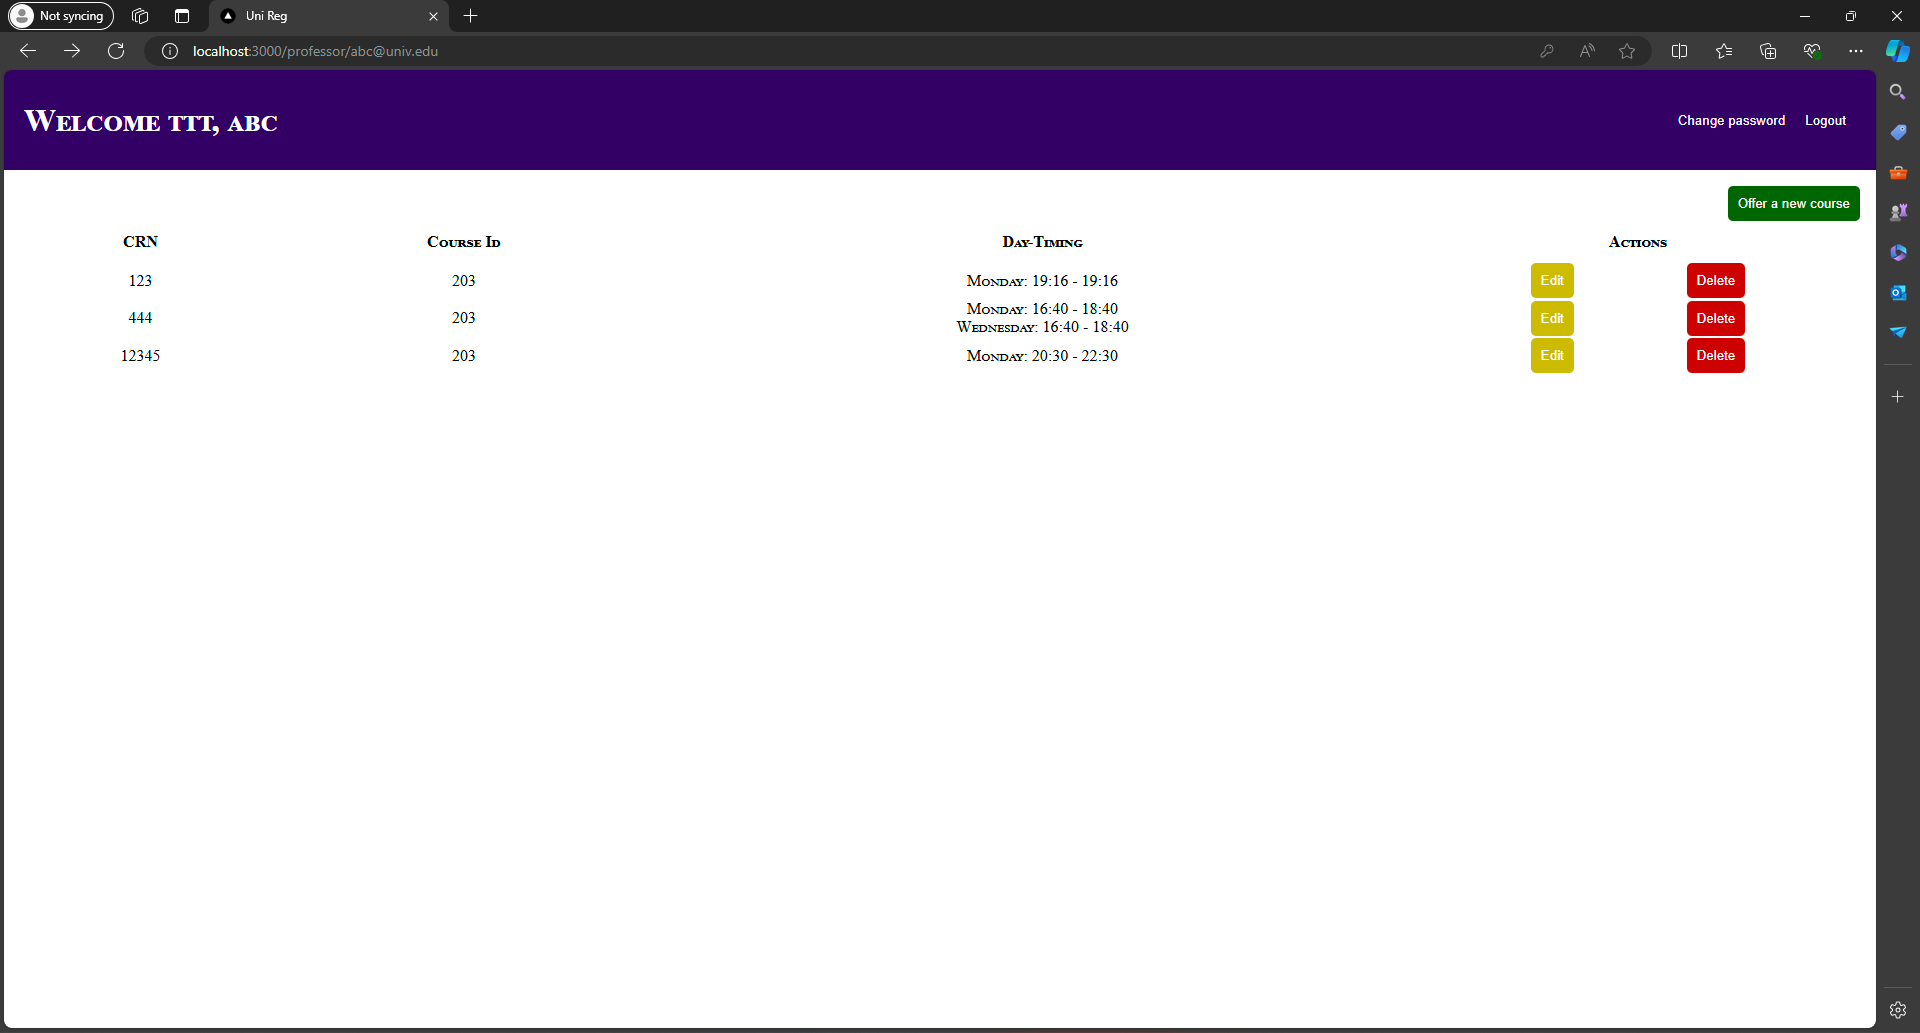 Not syncing
Uni Reg
localhost:3000/professor/abc@univ.edu
Welcome ttt, abc
Change password Logout
Offer a new course
CRN Course Id Day-Timing Actions
123 203 Monday: 19:16 - 19:16 Edit Delete
444 203 Monday: 16:40 - 18:40
Wednesday: 16:40 - 18:40 Edit Delete
12345 203 Monday: 20:30 - 22:30 Edit Delete